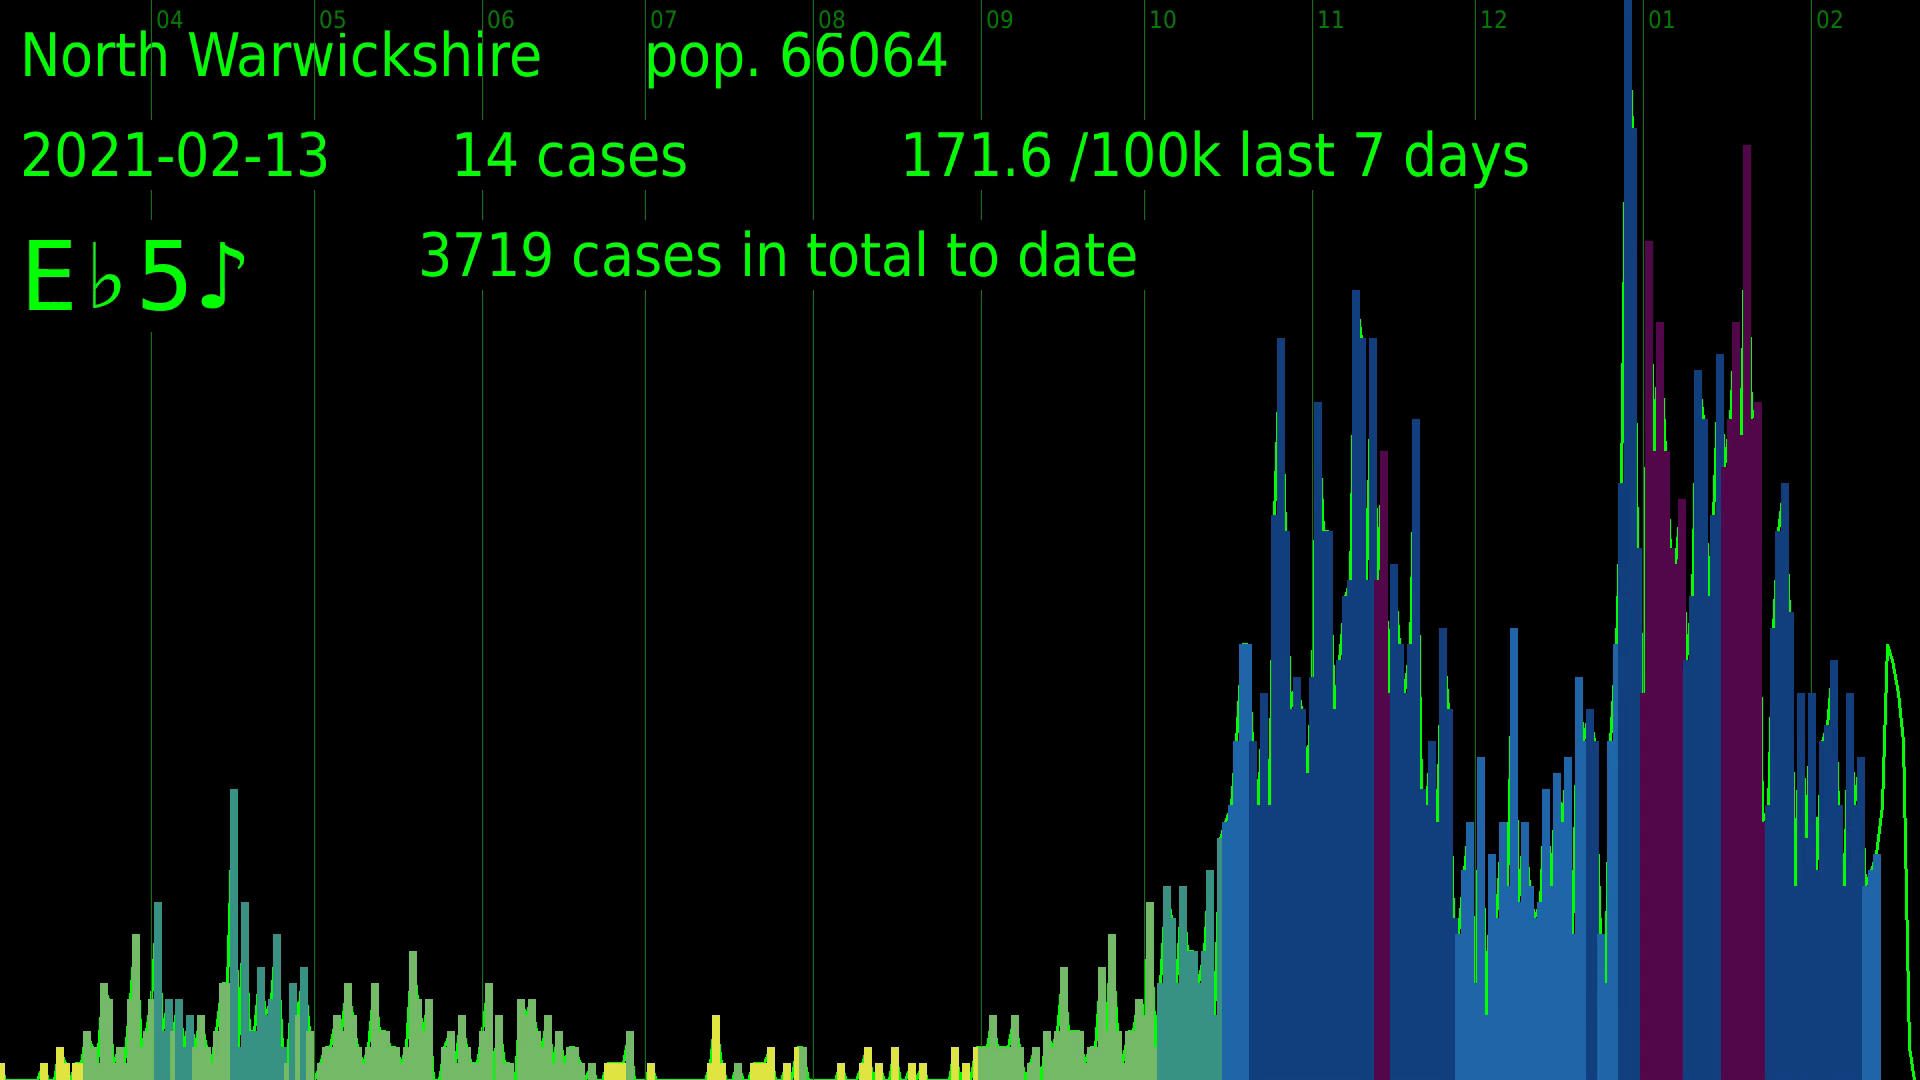 04 05 06 07 08 09 10 11 12 01 02
North Warwickshire pop. 66064
2021-02-13 14 cases 171.6 /100k last 7 days
E♭5♪ 3719 cases in total to date